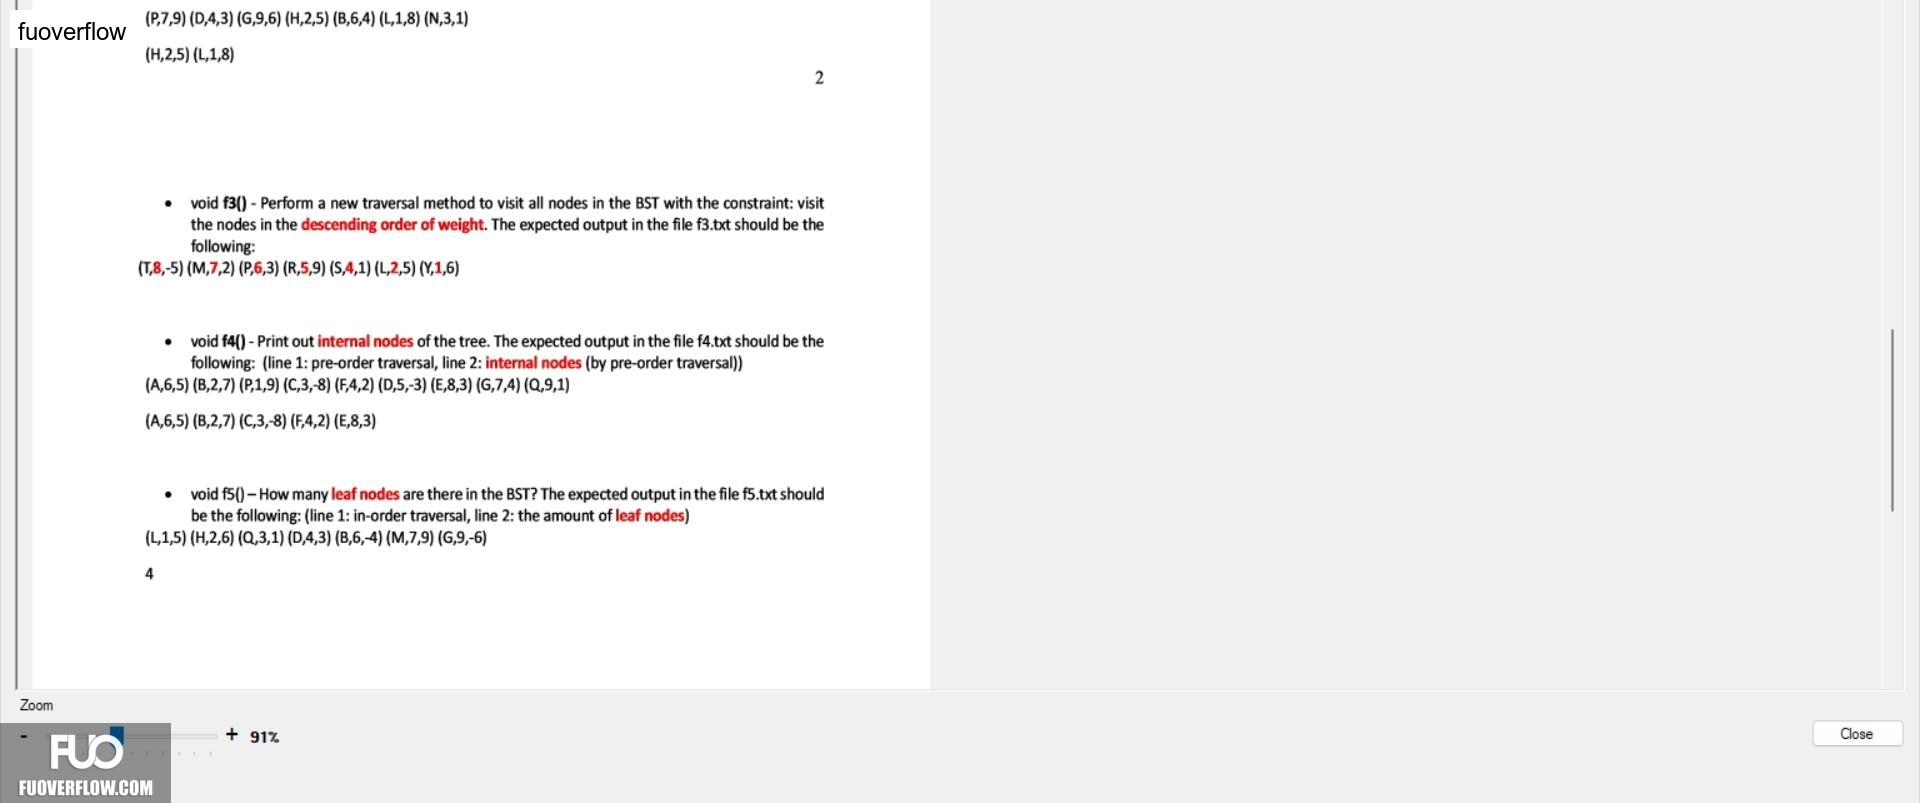 fuoverflow
(P,7,9) (D,4,3) (G,9,6) (H,2,5) (B,6,4) (L,1,8) (N,3,1)
(H,2,5) (L,1,8)
2
• void f3() - Perform a new traversal method to visit all nodes in the BST with the constraint: visit
the nodes in the descending order of weight. The expected output in the file f3.txt should be the
following:
(T,8,-5) (M,7,2) (P,6,3) (R,5,9) (S,4,1) (L,2,5) (Y,1,6)
• void f4() - Print out internal nodes of the tree. The expected output in the file f4.txt should be the
following: (line 1: pre-order traversal, line 2: internal nodes (by pre-order traversal))
(A,6,5) (B,2,7) (P,1,9) (C,3,-8) (F,4,2) (D,5,-3) (E,8,3) (G,7,4) (Q,9,1)
(A,6,5) (B,2,7) (C,3,-8) (F,4,2) (E,8,3)
• void f5() – How many leaf nodes are there in the BST? The expected output in the file f5.txt should
be the following: (line 1: in-order traversal, line 2: the amount of leaf nodes)
(L,1,5) (H,2,6) (Q,3,1) (D,4,3) (B,6,-4) (M,7,9) (G,9,-6)
4
Zoom
- + 91%
Close
FUO
FUOVERFLOW.COM